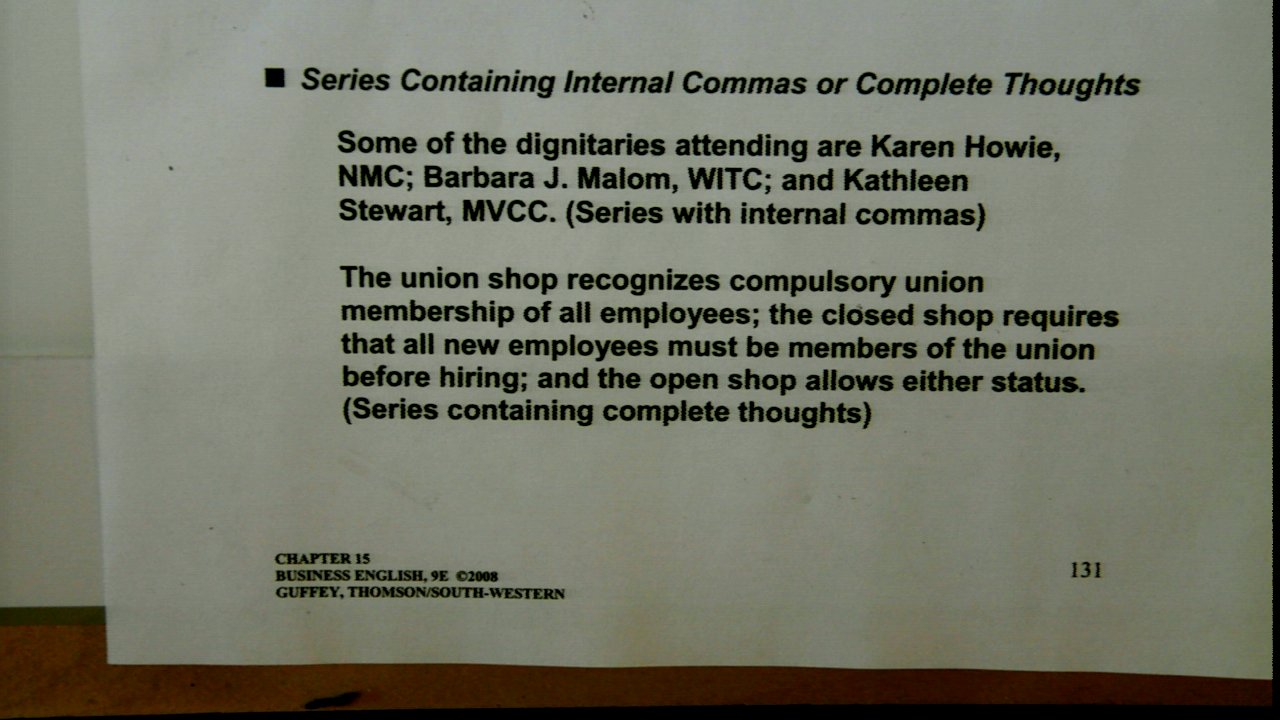 ■ Series Containing Internal Commas or Complete Thoughts
Some of the dignitaries attending are Karen Howie,
NMC; Barbara J. Malom, WITC; and Kathleen
Stewart, MVCC. (Series with internal commas)
The union shop recognizes compulsory union
membership of all employees; the closed shop requires
that all new employees must be members of the union
before hiring; and the open shop allows either status.
(Series containing complete thoughts)
CHAPTER 15
BUSINESS ENGLISH, 9E ©2008
GUFFEY, THOMSON/SOUTH-WESTERN
131